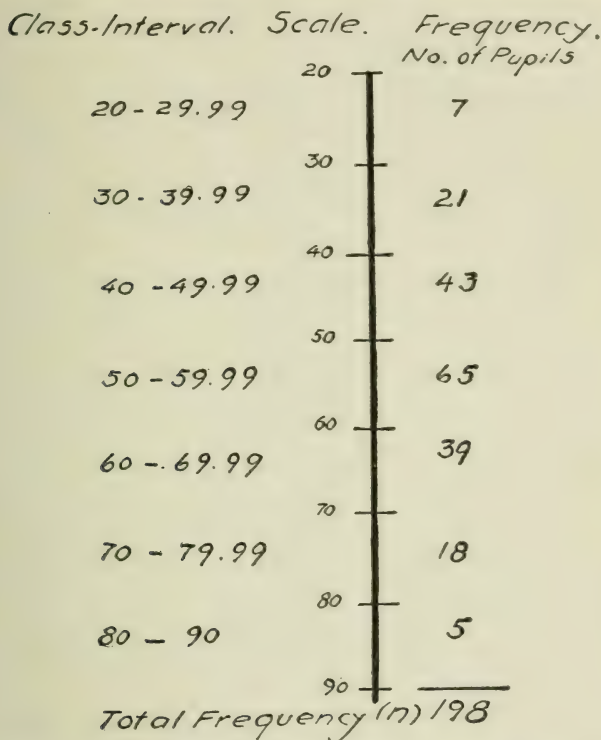 Class-Interval. Scale. Frequency.
No. of Pupils
20
20 - 29.99 7
30
30 - 39.99 21
40
40 - 49.99 43
50
50 - 59.99 65
60
60 -. 69.99 39
70
70 - 79.99 18
80
80 - 90 5
90
Total Frequency (n) 198